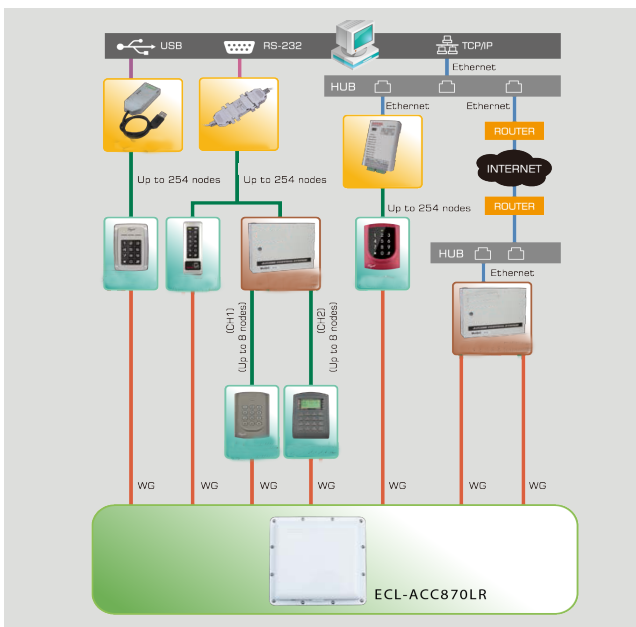 USB
RS-232
TCP/IP
Ethernet
HUB
Ethernet
Ethernet
ROUTER
INTERNET
Up to 254 nodes
Up to 254 nodes
Up to 254 nodes
ROUTER
HUB
Ethernet
(CH1)
(Up to 8 nodes)
(CH2)
(Up to 8 nodes)
WG
WG
WG
WG
WG
WG
WG
ECL-ACC870LR